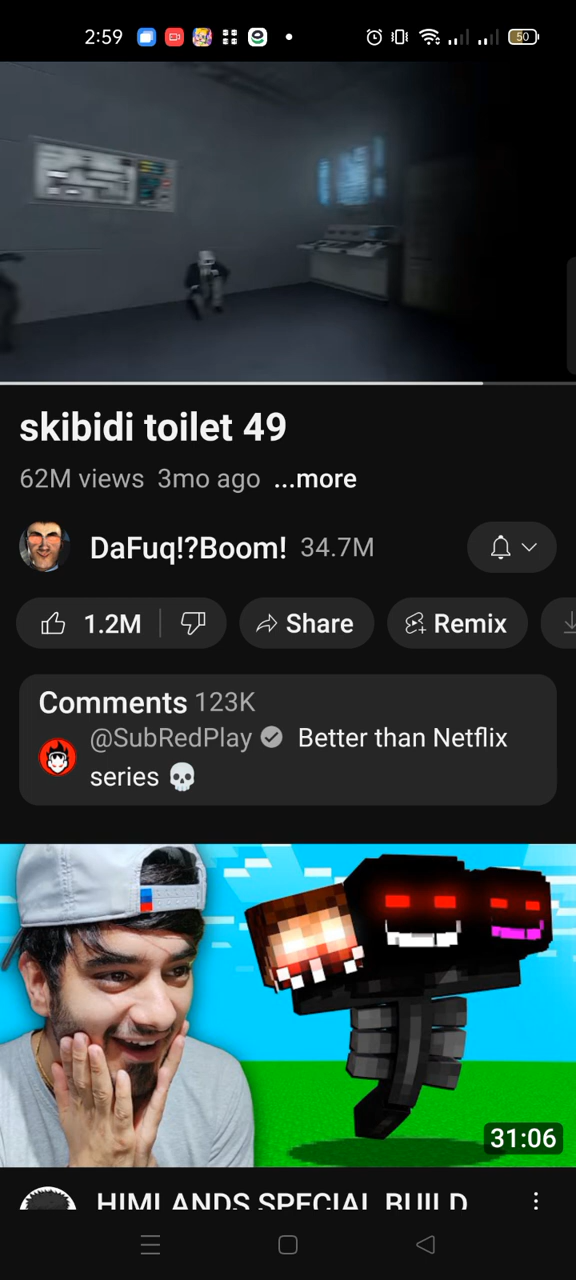 2:59
50
skibidi toilet 49
62M views 3mo ago ...more
DaFuq!?Boom! 34.7M
1.2M Share Remix
Comments 123K
@SubRedPlay Better than Netflix
series 💀
31:06
HIMLANDS SPECIAL BUILD